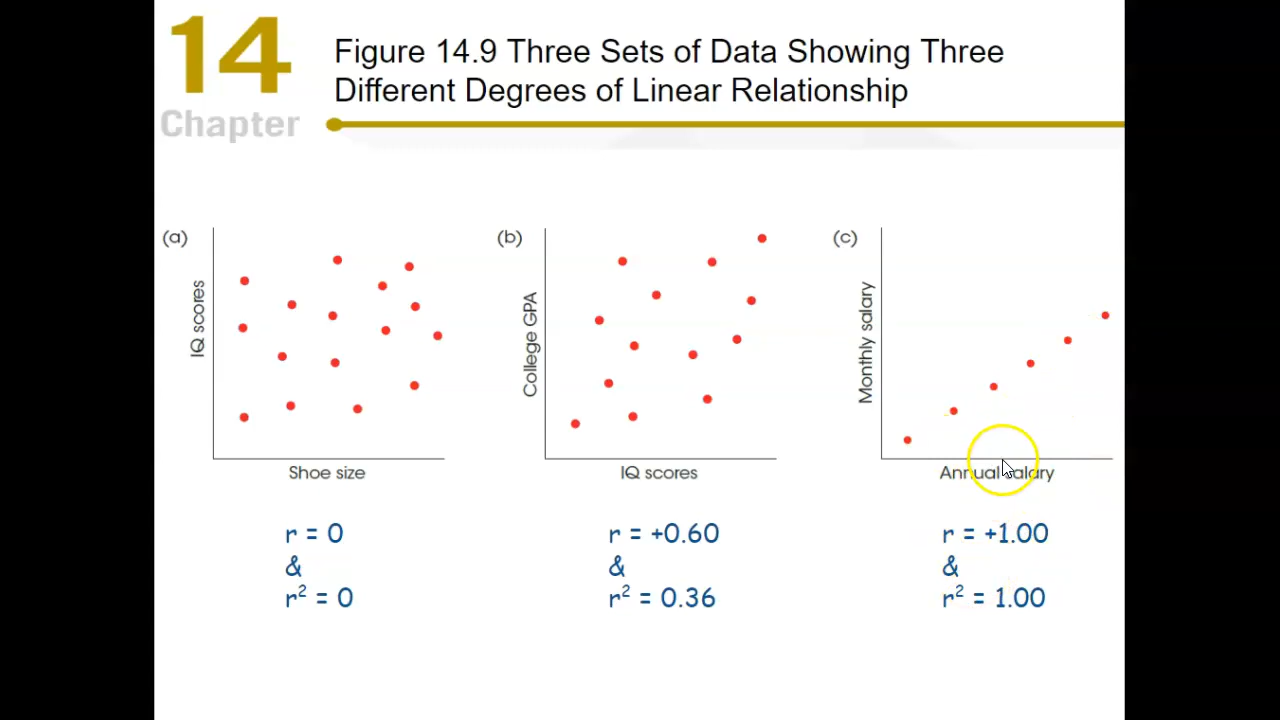 14
Chapter
Figure 14.9 Three Sets of Data Showing Three
Different Degrees of Linear Relationship
(a)
IQ scores
Shoe size
r = 0
&
r² = 0
(b)
College GPA
IQ scores
r = +0.60
&
r² = 0.36
(c)
Monthly salary
Annual salary
r = +1.00
&
r² = 1.00